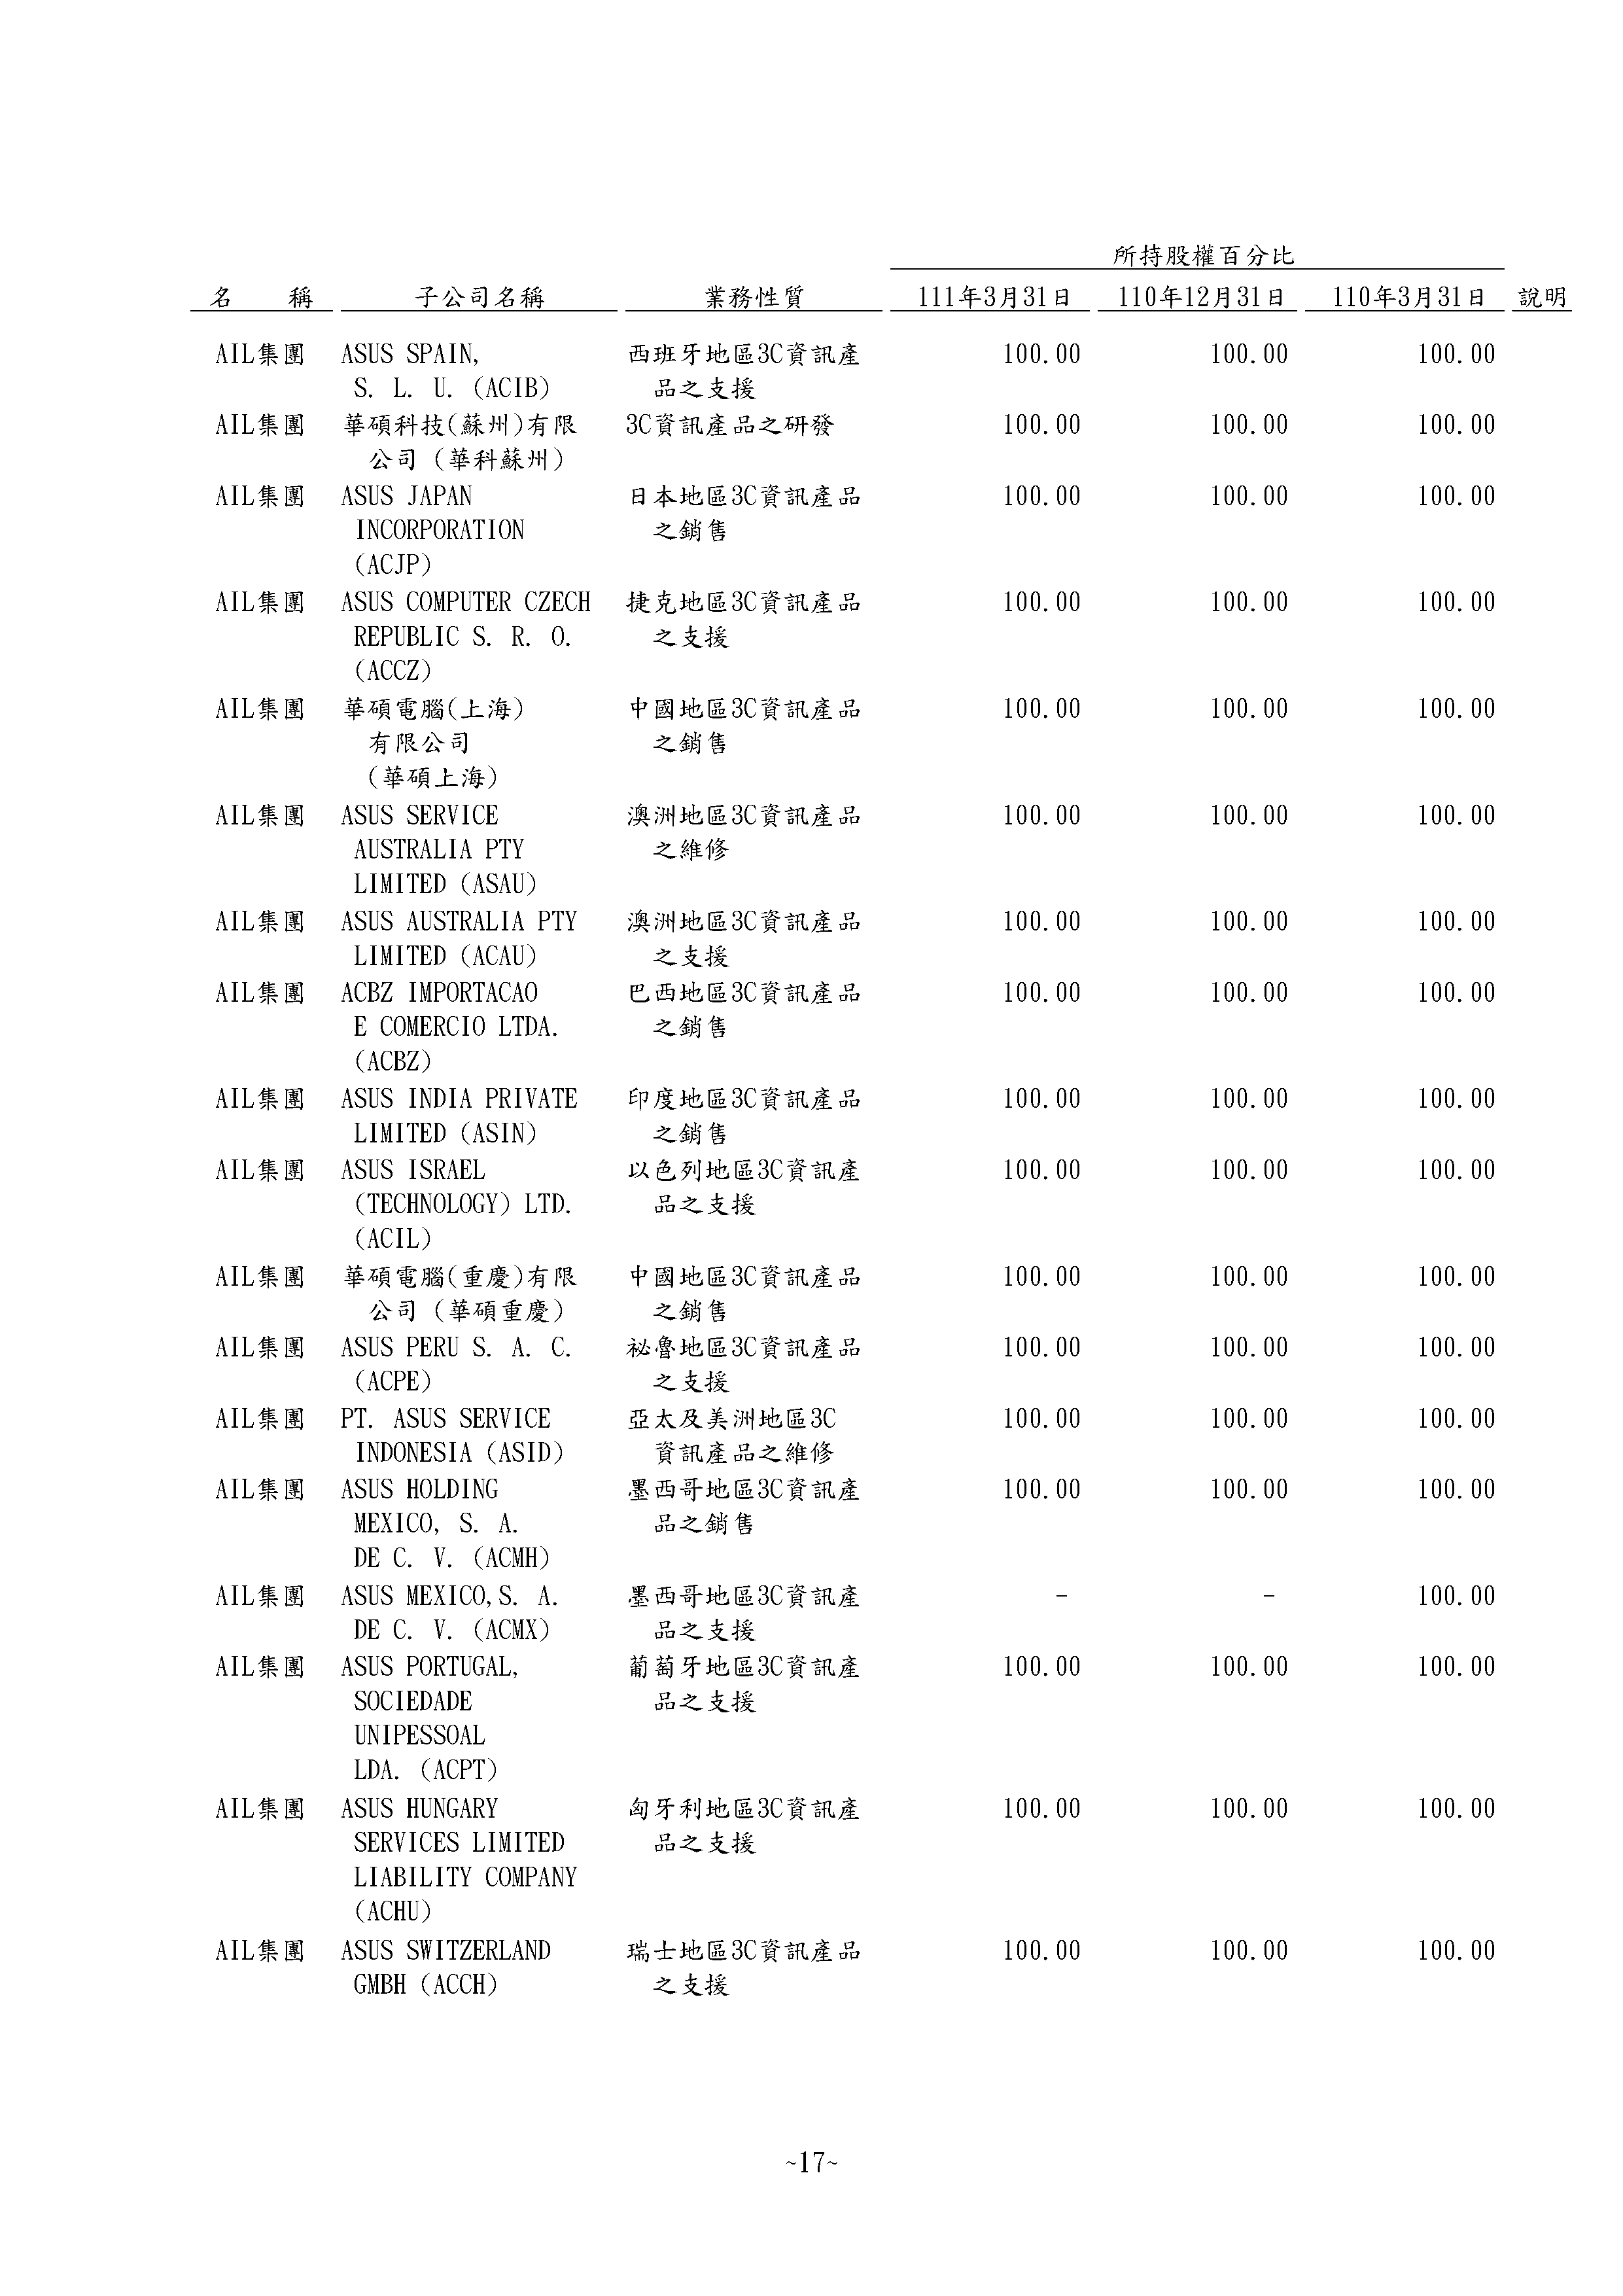 所持股權百分比
名 稱 子公司名稱 業務性質 111年3月31日 110年12月31日 110年3月31日 說明
AIL集團 ASUS SPAIN, 西班牙地區3C資訊產 100.00 100.00 100.00
S. L. U. (ACIB) 品之支援
AIL集團 華碩科技(蘇州)有限 3C資訊產品之研發 100.00 100.00 100.00
公司 (華科蘇州)
AIL集團 ASUS JAPAN 日本地區3C資訊產品 100.00 100.00 100.00
INCORPORATION 之銷售
(ACJP)
AIL集團 ASUS COMPUTER CZECH 捷克地區3C資訊產品 100.00 100.00 100.00
REPUBLIC S. R. O. 之支援
(ACCZ)
AIL集團 華碩電腦(上海) 中國地區3C資訊產品 100.00 100.00 100.00
有限公司 之銷售
(華碩上海)
AIL集團 ASUS SERVICE 澳洲地區3C資訊產品 100.00 100.00 100.00
AUSTRALIA PTY 之維修
LIMITED (ASAU)
AIL集團 ASUS AUSTRALIA PTY 澳洲地區3C資訊產品 100.00 100.00 100.00
LIMITED (ACAU) 之支援
AIL集團 ACBZ IMPORTACAO 巴西地區3C資訊產品 100.00 100.00 100.00
E COMERCIO LTDA. 之銷售
(ACBZ)
AIL集團 ASUS INDIA PRIVATE 印度地區3C資訊產品 100.00 100.00 100.00
LIMITED (ASIN) 之銷售
AIL集團 ASUS ISRAEL 以色列地區3C資訊產 100.00 100.00 100.00
(TECHNOLOGY) LTD. 品之支援
(ACIL)
AIL集團 華碩電腦(重慶)有限 中國地區3C資訊產品 100.00 100.00 100.00
公司 (華碩重慶) 之銷售
AIL集團 ASUS PERU S. A. C. 祕魯地區3C資訊產品 100.00 100.00 100.00
(ACPE) 之支援
AIL集團 PT. ASUS SERVICE 亞太及美洲地區3C 100.00 100.00 100.00
INDONESIA (ASID) 資訊產品之維修
AIL集團 ASUS HOLDING 墨西哥地區3C資訊產 100.00 100.00 100.00
MEXICO, S. A. 品之銷售
DE C. V. (ACMH)
AIL集團 ASUS MEXICO,S. A. 墨西哥地區3C資訊產 - - 100.00
DE C. V. (ACMX) 品之支援
AIL集團 ASUS PORTUGAL, 葡萄牙地區3C資訊產 100.00 100.00 100.00
SOCIEDADE 品之支援
UNIPESSOAL
LDA. (ACPT)
AIL集團 ASUS HUNGARY 匈牙利地區3C資訊產 100.00 100.00 100.00
SERVICES LIMITED 品之支援
LIABILITY COMPANY
(ACHU)
AIL集團 ASUS SWITZERLAND 瑞士地區3C資訊產品 100.00 100.00 100.00
GMBH (ACCH) 之支援
~17~